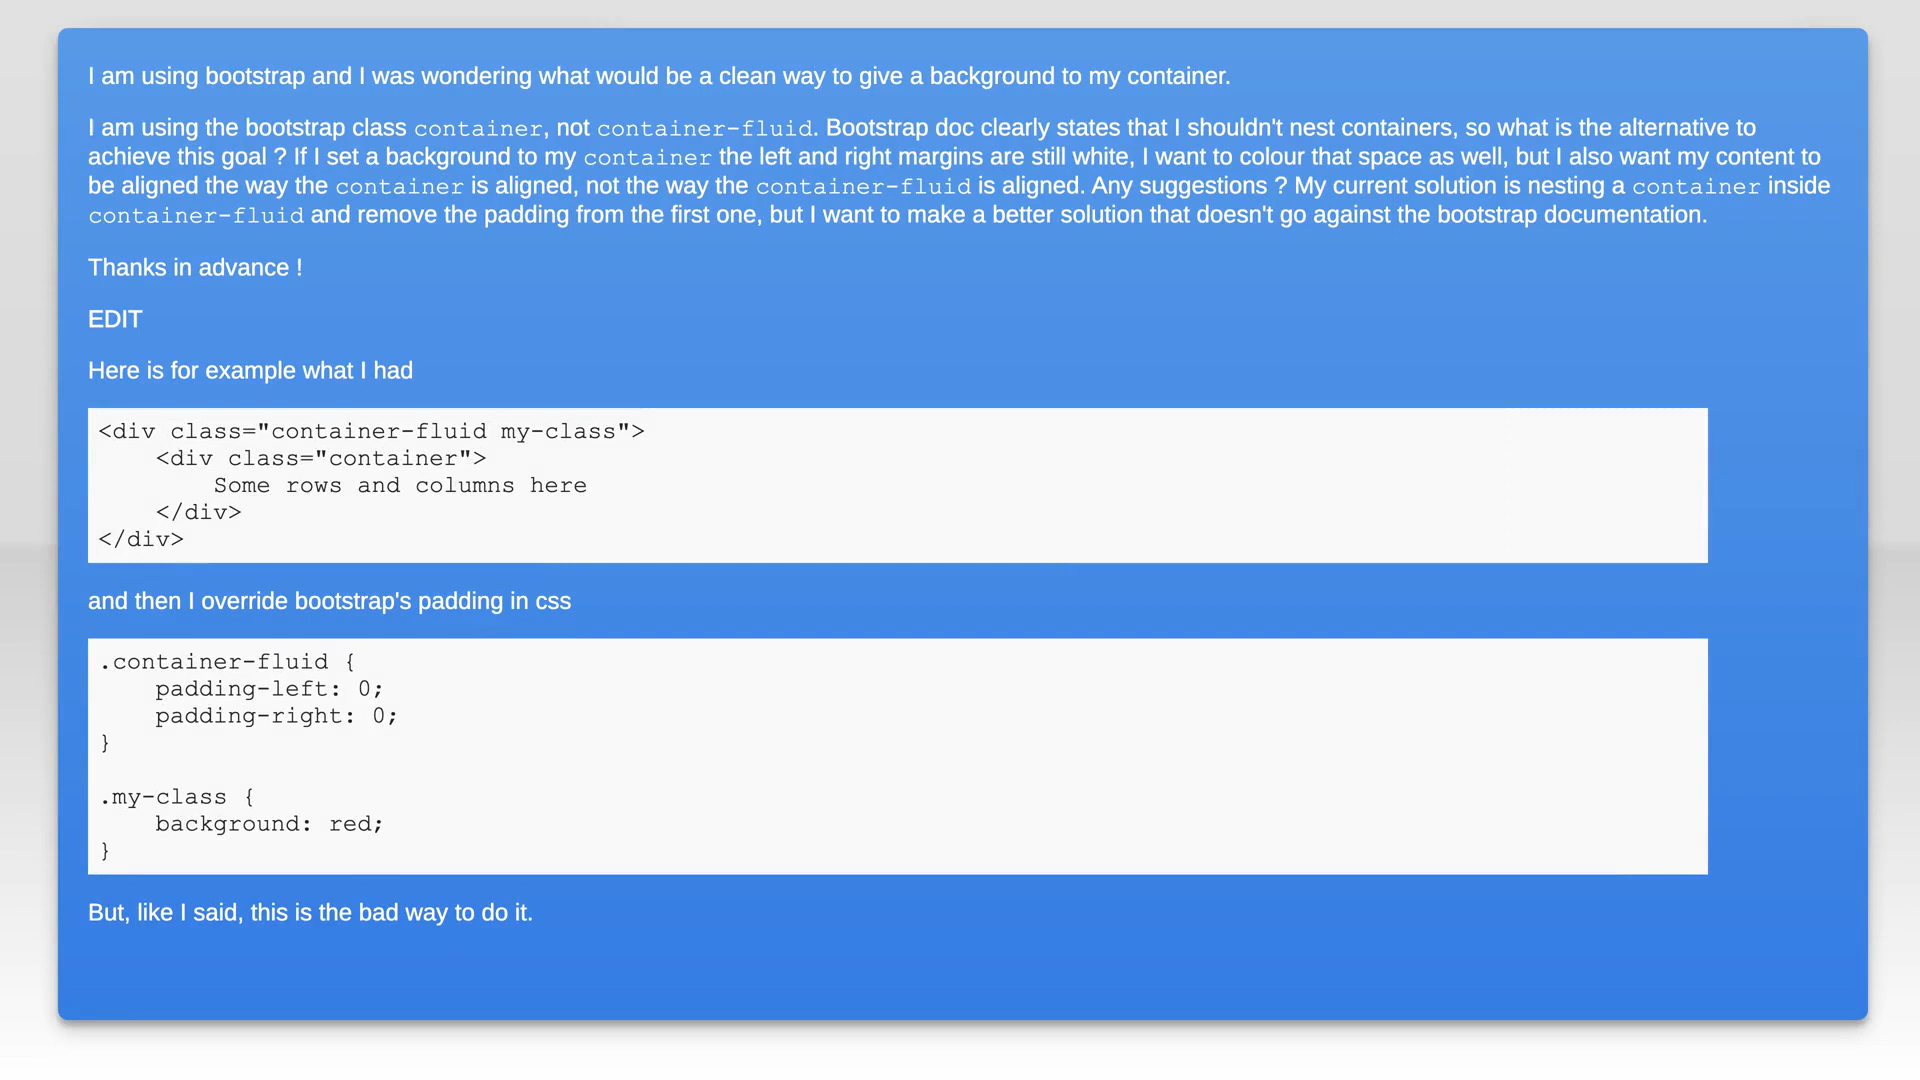 I am using bootstrap and I was wondering what would be a clean way to give a background to my container.
I am using the bootstrap class container, not container-fluid. Bootstrap doc clearly states that I shouldn't nest containers, so what is the alternative to
achieve this goal ? If I set a background to my container the left and right margins are still white, I want to colour that space as well, but I also want my content to
be aligned the way the container is aligned, not the way the container-fluid is aligned. Any suggestions ? My current solution is nesting a container inside
container-fluid and remove the padding from the first one, but I want to make a better solution that doesn't go against the bootstrap documentation.
Thanks in advance !
EDIT
Here is for example what I had
<div class="container-fluid my-class">
    <div class="container">
        Some rows and columns here
    </div>
</div>
and then I override bootstrap's padding in css
.container-fluid {
    padding-left: 0;
    padding-right: 0;
}
.my-class {
    background: red;
}
But, like I said, this is the bad way to do it.